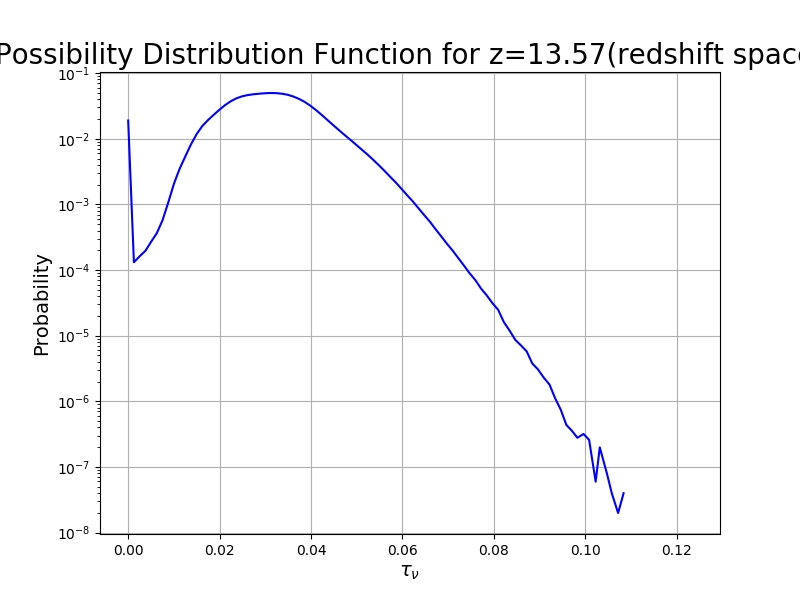 Possibility Distribution Function for z=13.57(redshift space
Probability
10^-1
10^-2
10^-3
10^-4
10^-5
10^-6
10^-7
10^-8
0.00 0.02 0.04 0.06 0.08 0.10 0.12
τ_ν